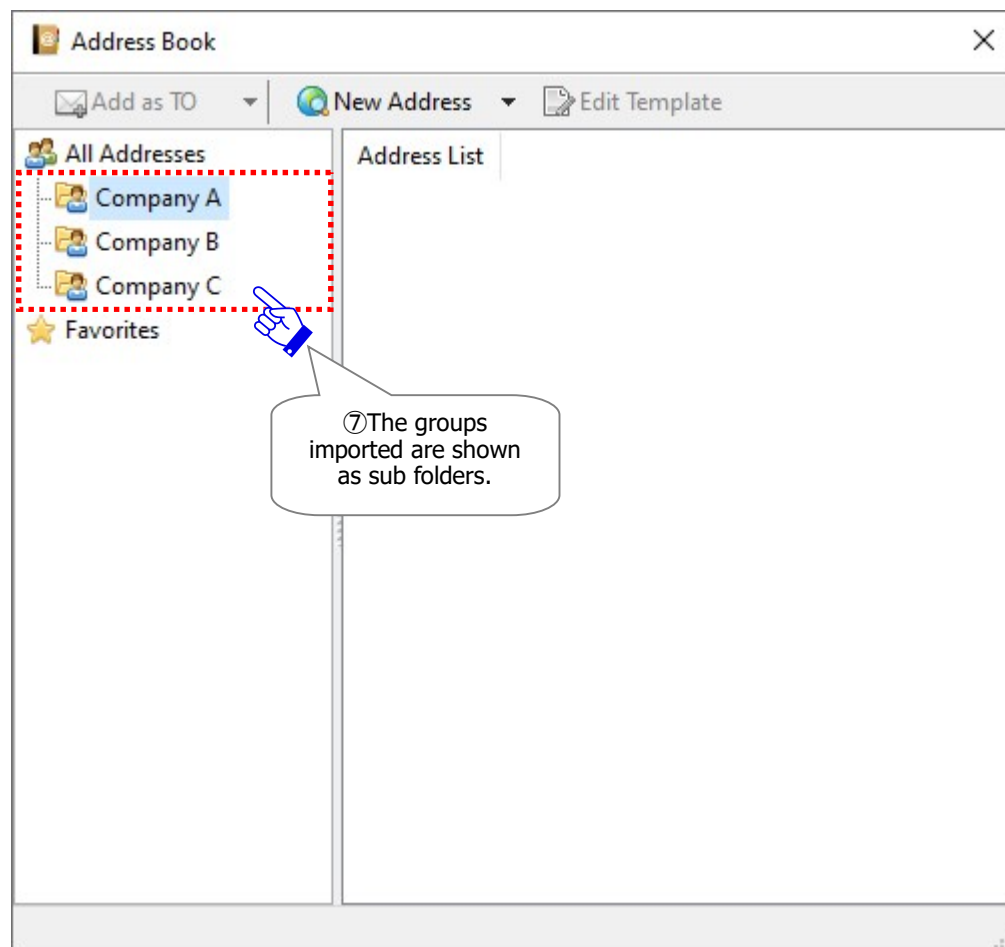 Address Book
Add as TO
New Address
Edit Template
All Addresses
Address List
Company A
Company B
Company C
Favorites
⑦The groups
imported are shown
as sub folders.